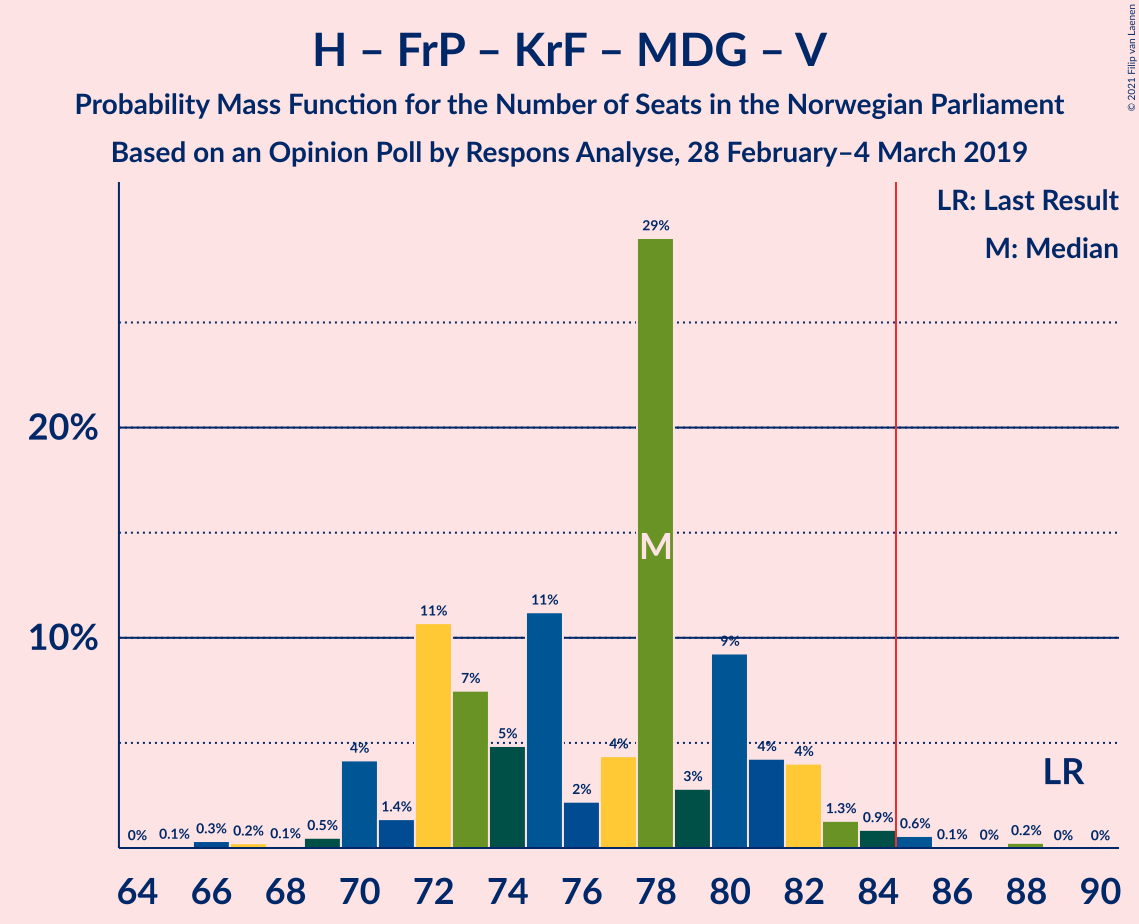 H – FrP – KrF – MDG – V
Probability Mass Function for the Number of Seats in the Norwegian Parliament
Based on an Opinion Poll by Respons Analyse, 28 February–4 March 2019
© 2021 Filip van Laenen
LR: Last Result
M: Median
20%
10%
0% 0.1% 0.3% 0.2% 0.1% 0.5% 4% 1.4% 11% 7% 5% 11% 2% 4% 29% 3% 9% 4% 4% 1.3% 0.9% 0.6% 0.1% 0% 0.2% 0% 0%
M
LR
64 66 68 70 72 74 76 78 80 82 84 86 88 90